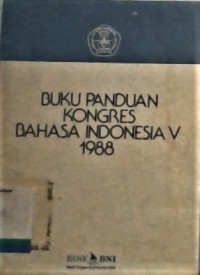 BUKU PANDUAN
KONGRES
BAHASA INDONESIA V
1988
BANK BNI